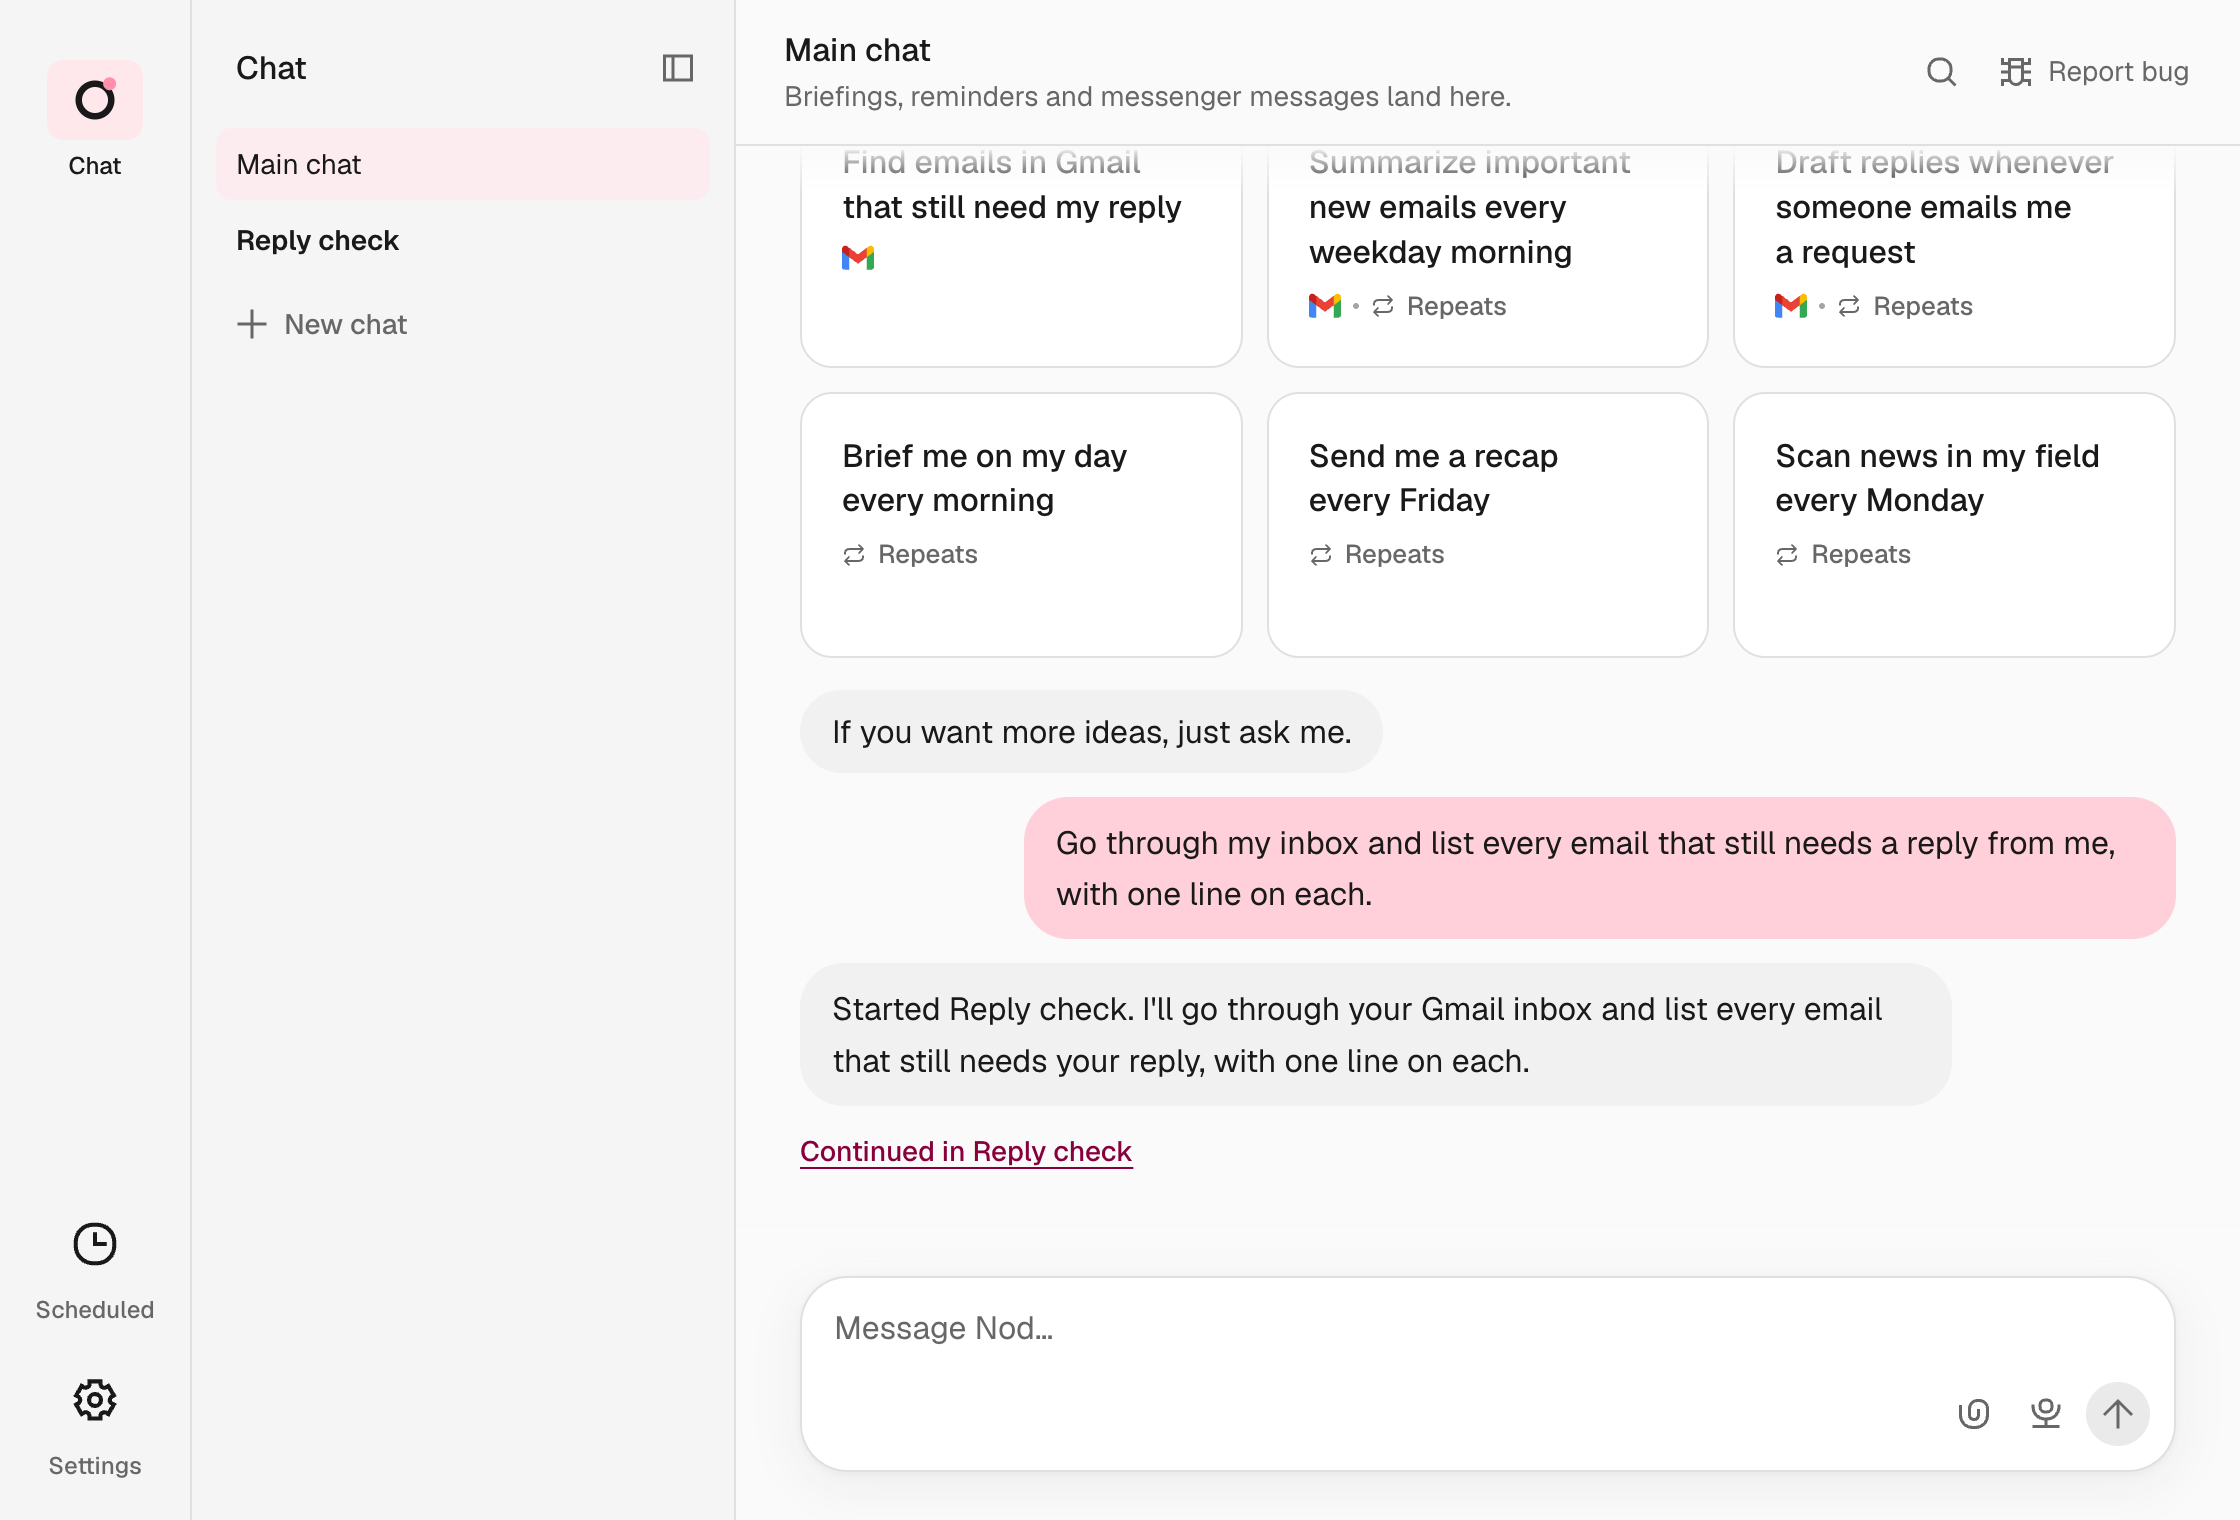 Chat
Scheduled
Settings
Chat
Main chat
Reply check
New chat
Main chat
Briefings, reminders and messenger messages land here.
Report bug
Find emails in Gmail
that still need my reply
Summarize important
new emails every
weekday morning
Repeats
Draft replies whenever
someone emails me
a request
Repeats
Brief me on my day
every morning
Repeats
Send me a recap
every Friday
Repeats
Scan news in my field
every Monday
Repeats
If you want more ideas, just ask me.
Go through my inbox and list every email that still needs a reply from me,
with one line on each.
Started Reply check. I'll go through your Gmail inbox and list every email
that still needs your reply, with one line on each.
Continued in Reply check
Message Nod...